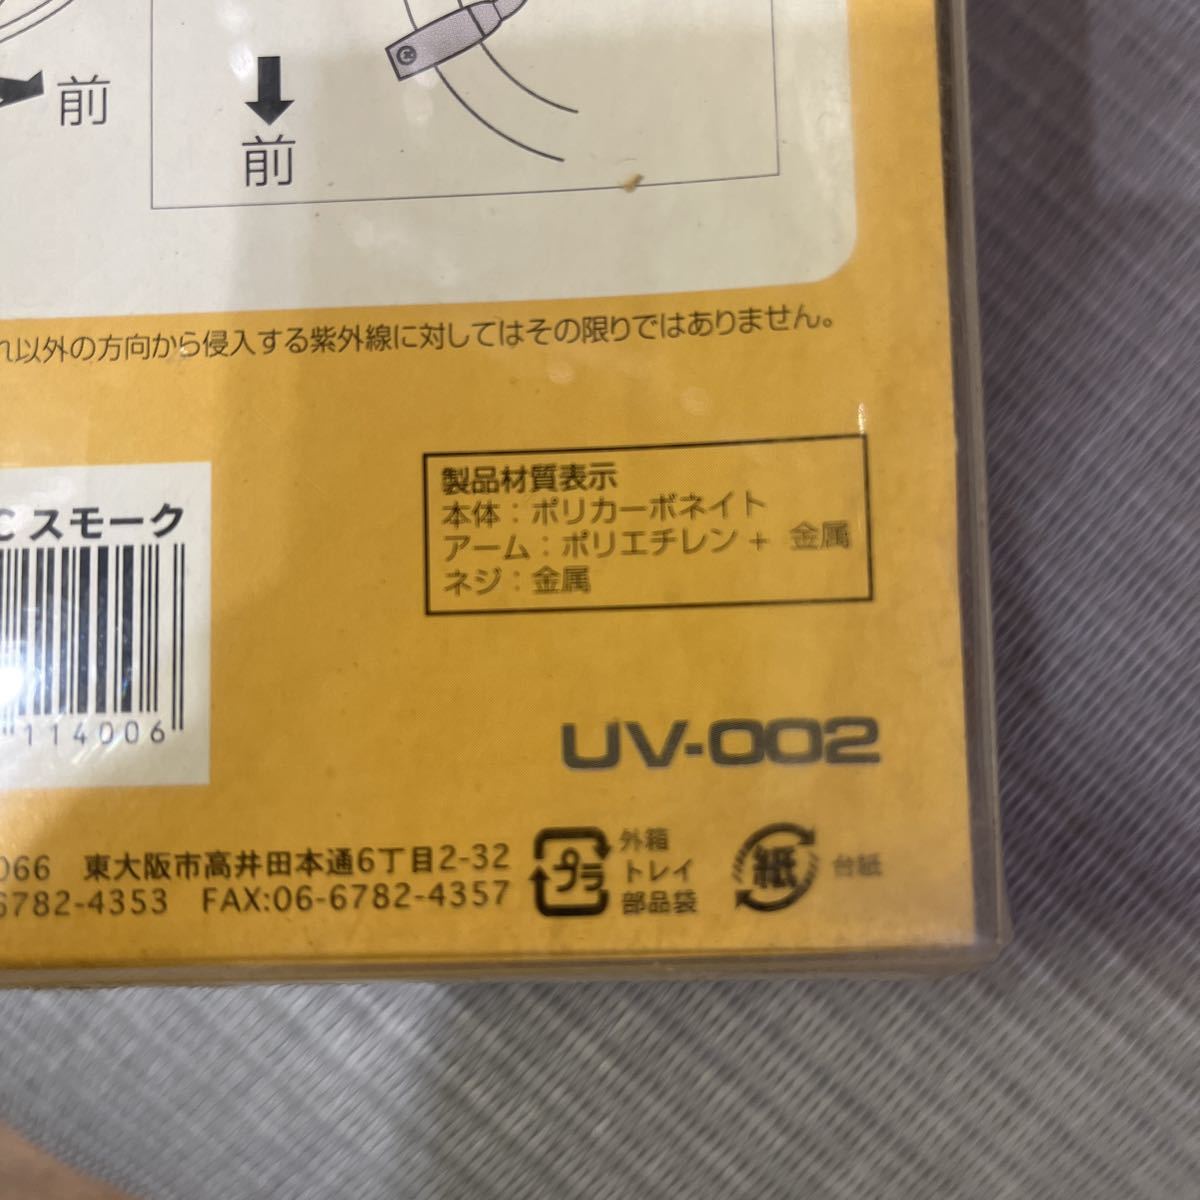 前
前
れ以外の方向から侵入する紫外線に対してはその限りではありません。
製品材質表示
本体：ポリカーボネイト
アーム：ポリエチレン + 金属
ネジ：金属
C スモーク
114006
UV-002
066 東大阪市高井田本通6丁目2-32
6782-4353 FAX:06-6782-4357
プラ
外箱
トレイ
部品袋
紙
台紙